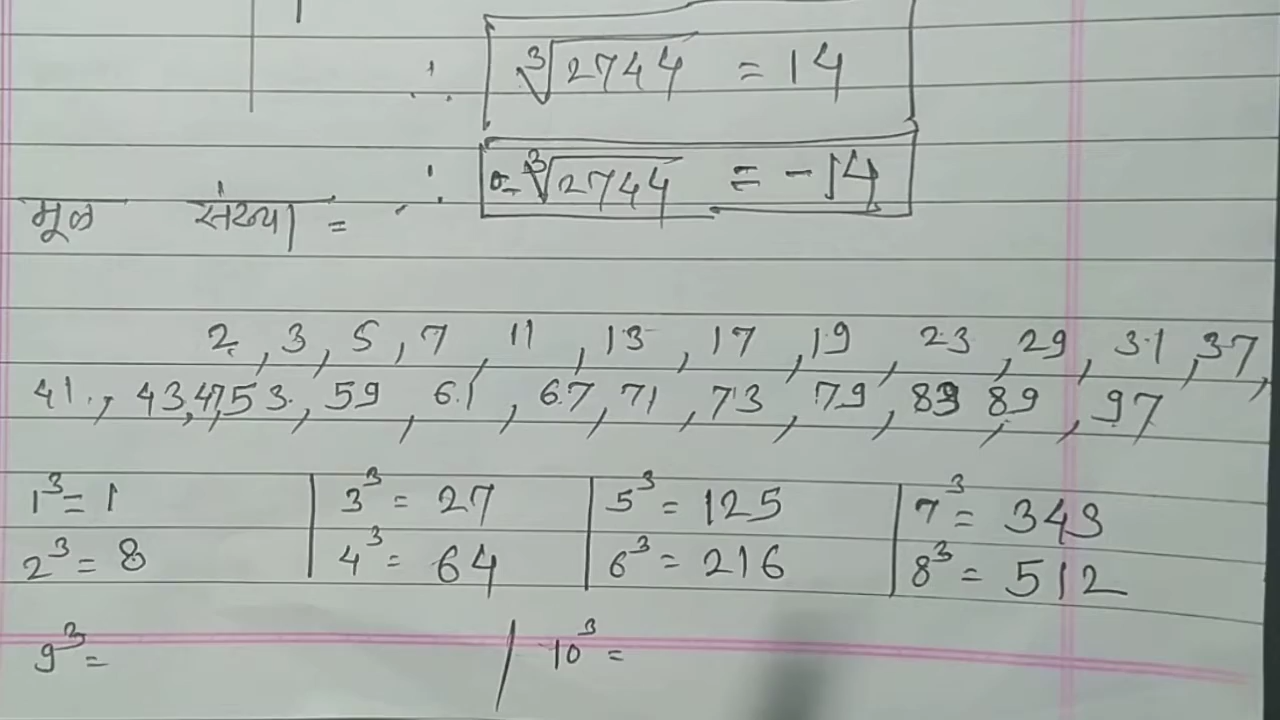 ∴ ∛2744 = 14
∴ -∛2744 = -14
मूळ संख्या =
2, 3, 5, 7, 11, 13, 17, 19, 23, 29, 31, 37,
41, 43, 47, 53, 59, 61, 67, 71, 73, 79, 83 89, 97
1³ = 1 | 3³ = 27 | 5³ = 125 | 7³ = 343
2³ = 8 | 4³ = 64 | 6³ = 216 | 8³ = 512
9³ = | 10³ =